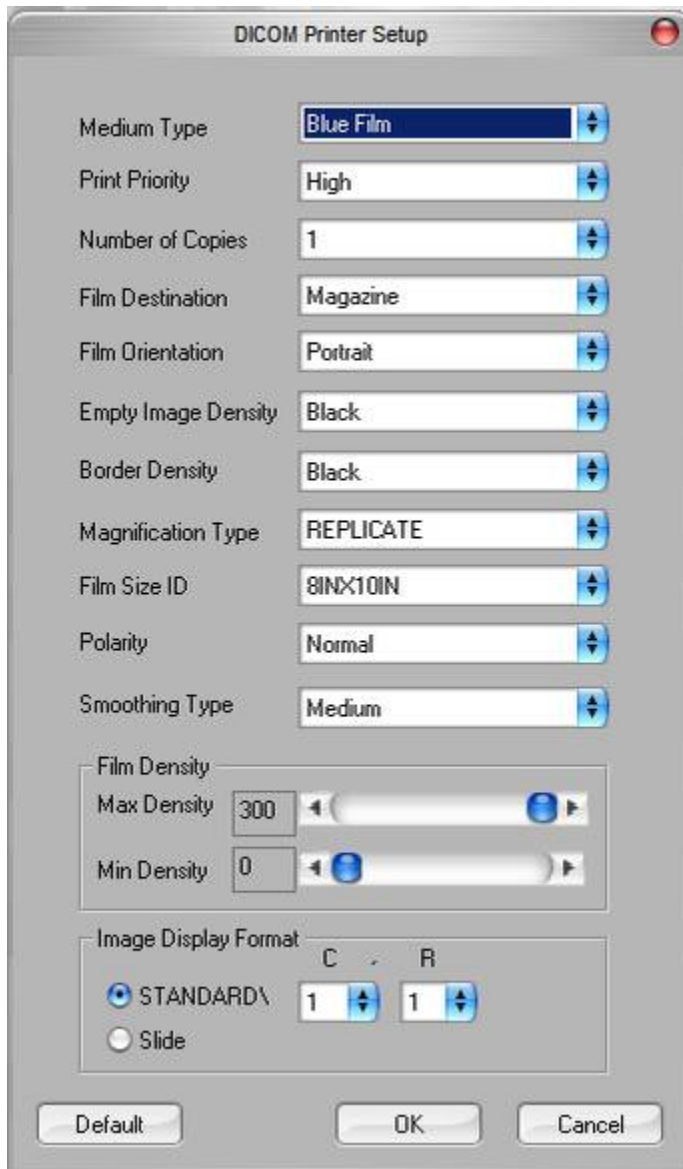 DICOM Printer Setup
Medium Type Blue Film
Print Priority High
Number of Copies 1
Film Destination Magazine
Film Orientation Portrait
Empty Image Density Black
Border Density Black
Magnification Type REPLICATE
Film Size ID 8INX10IN
Polarity Normal
Smoothing Type Medium
Film Density
Max Density 300
Min Density 0
Image Display Format
C , R
STANDARD\ 1 1
Slide
Default OK Cancel